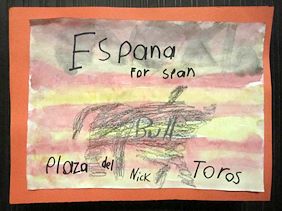 Espana
For Span
Bull
Plaza del Nick Toros